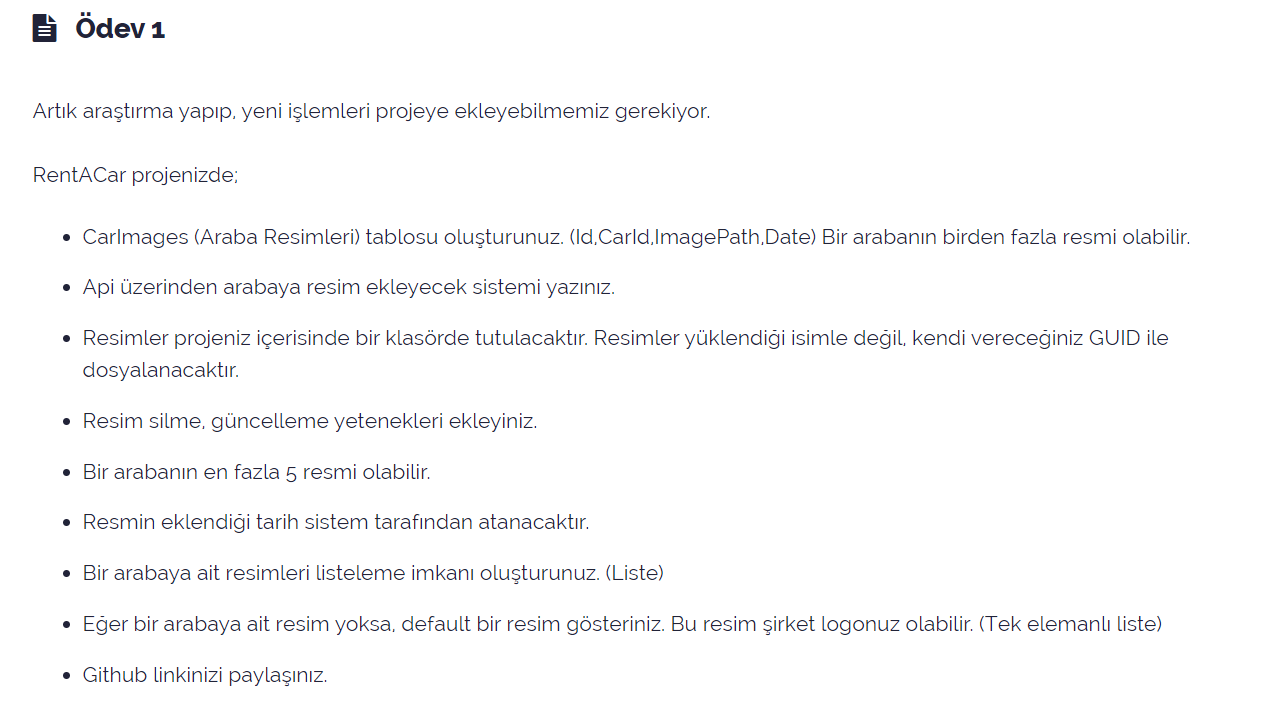 Ödev 1
Artık araştırma yapıp, yeni işlemleri projeye ekleyebilmemiz gerekiyor.
RentACar projenizde;
• CarImages (Araba Resimleri) tablosu oluşturunuz. (Id,CarId,ImagePath,Date) Bir arabanın birden fazla resmi olabilir.
• Api üzerinden arabaya resim ekleyecek sistemi yazınız.
• Resimler projeniz içerisinde bir klasörde tutulacaktır. Resimler yüklendiği isimle değil, kendi vereceğiniz GUID ile
dosyalanacaktır.
• Resim silme, güncelleme yetenekleri ekleyiniz.
• Bir arabanın en fazla 5 resmi olabilir.
• Resmin eklendiği tarih sistem tarafından atanacaktır.
• Bir arabaya ait resimleri listeleme imkanı oluşturunuz. (Liste)
• Eğer bir arabaya ait resim yoksa, default bir resim gösteriniz. Bu resim şirket logonuz olabilir. (Tek elemanlı liste)
• Github linkinizi paylaşınız.